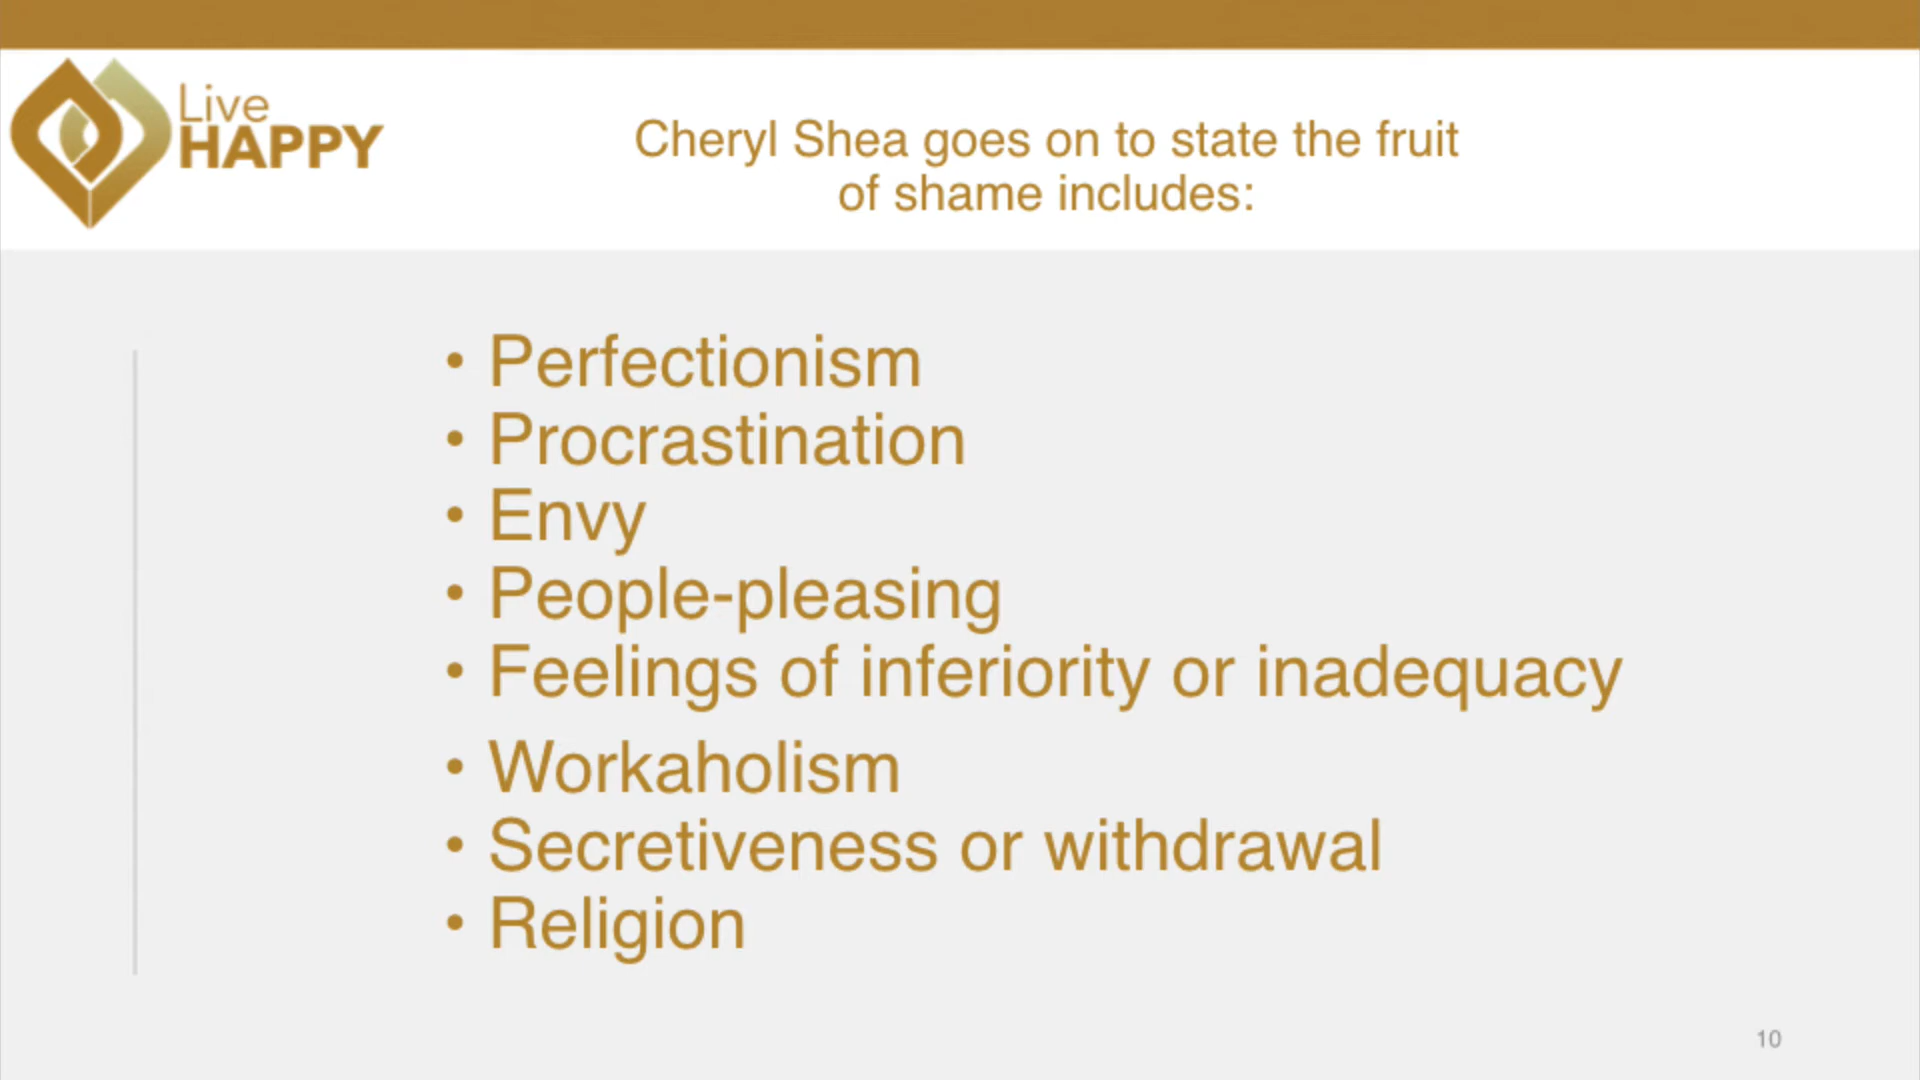 Live
HAPPY
Cheryl Shea goes on to state the fruit
of shame includes:
• Perfectionism
• Procrastination
• Envy
• People-pleasing
• Feelings of inferiority or inadequacy
• Workaholism
• Secretiveness or withdrawal
• Religion
10